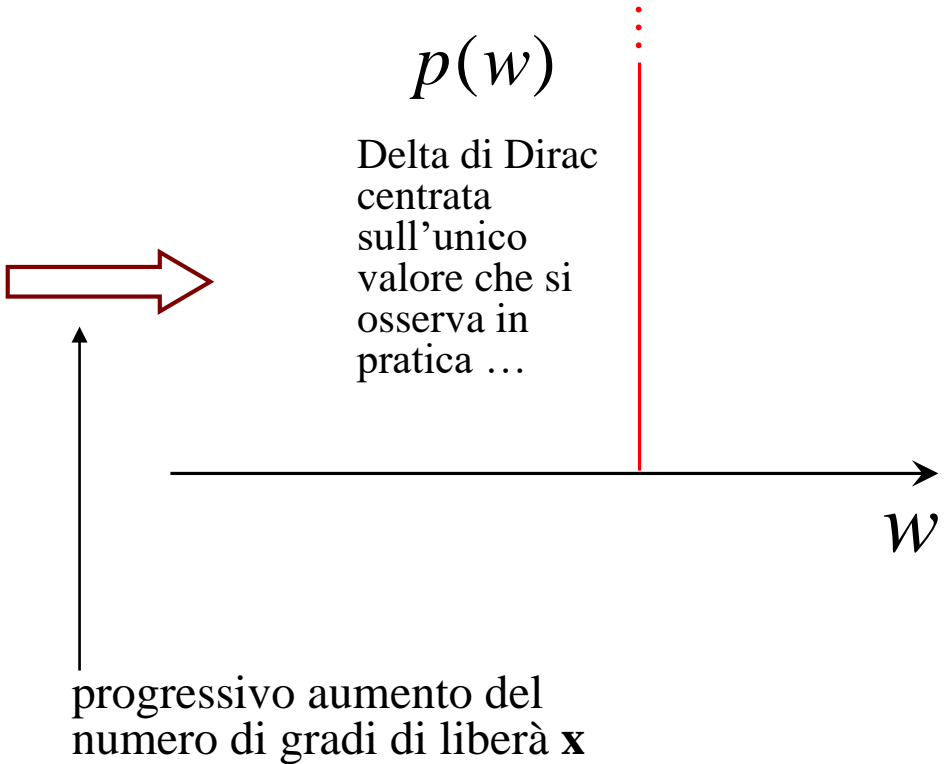 p(w)
Delta di Dirac
centrata
sull’unico
valore che si
osserva in
pratica …
w
progressivo aumento del
numero di gradi di liberà x